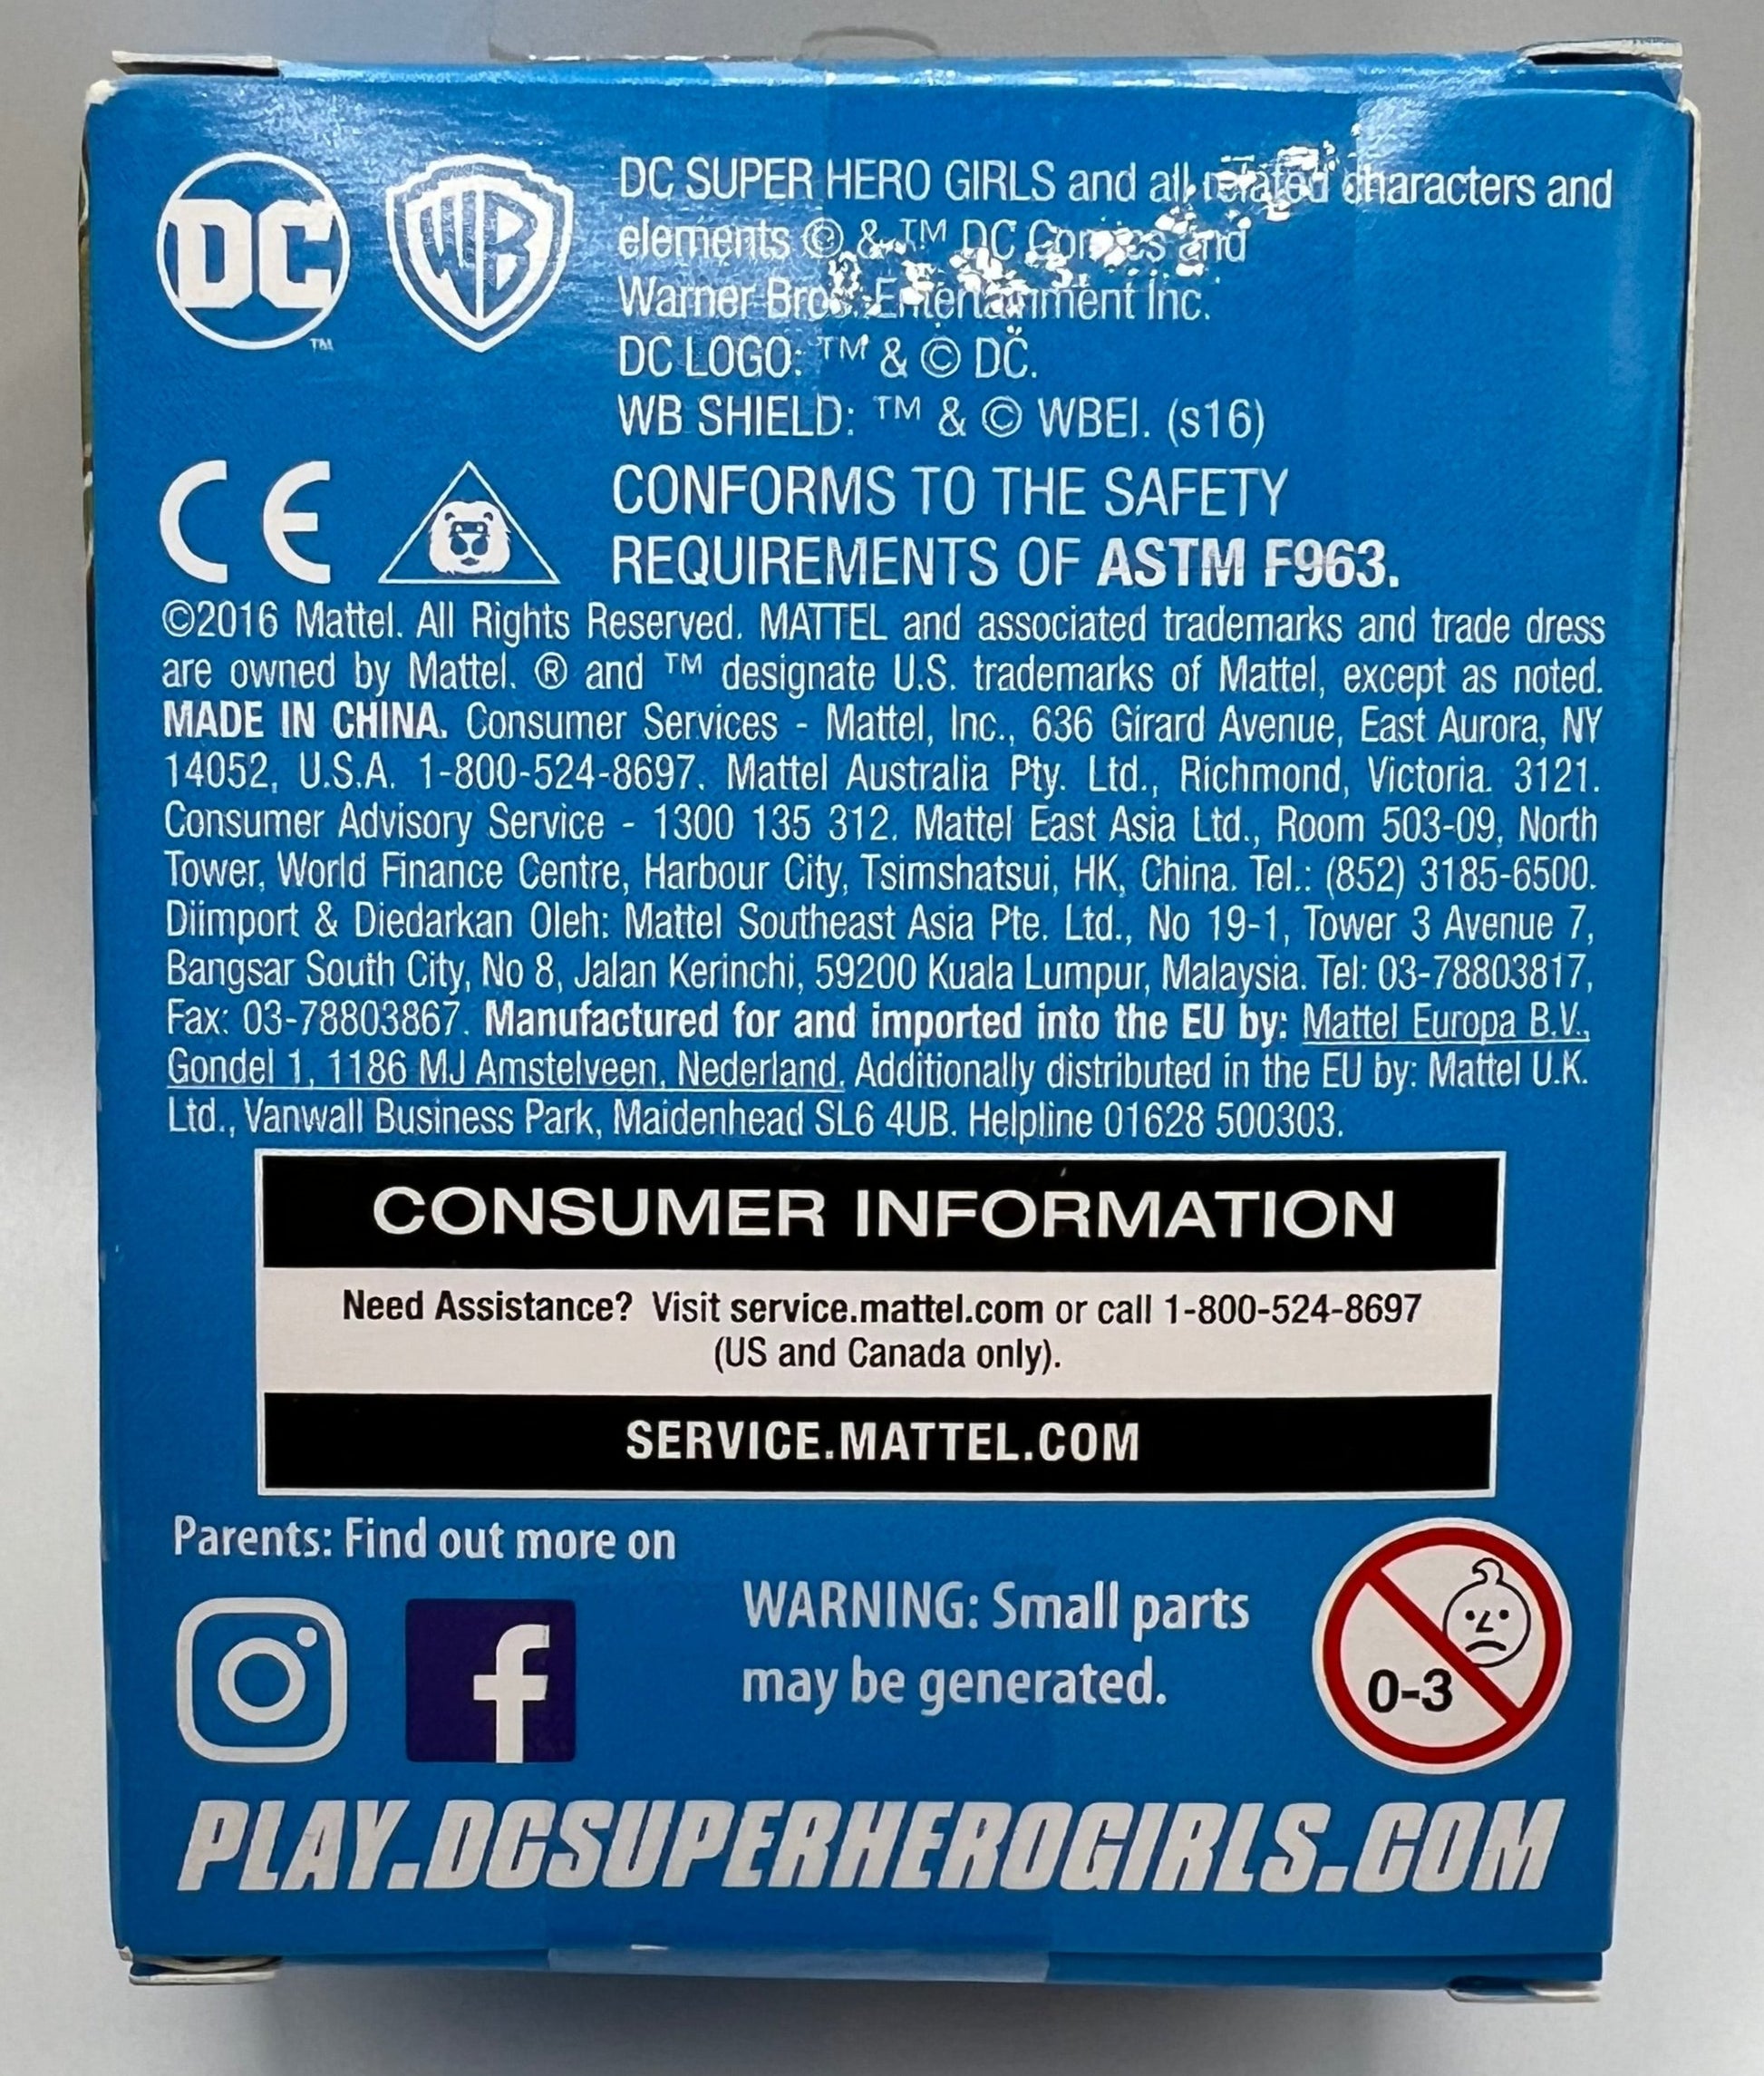 DC
WB
TM
DC SUPER HERO GIRLS and all related characters and
elements © & ™ DC Comics and
Warner Bros. Entertainment Inc.
DC LOGO: ™ & © DC.
WB SHIELD: ™ & © WBEI. (s16)
CE
CONFORMS TO THE SAFETY
REQUIREMENTS OF ASTM F963.
©2016 Mattel. All Rights Reserved. MATTEL and associated trademarks and trade dress
are owned by Mattel. ® and ™ designate U.S. trademarks of Mattel, except as noted.
MADE IN CHINA. Consumer Services - Mattel, Inc., 636 Girard Avenue, East Aurora, NY
14052, U.S.A. 1-800-524-8697. Mattel Australia Pty. Ltd., Richmond, Victoria. 3121.
Consumer Advisory Service - 1300 135 312. Mattel East Asia Ltd., Room 503-09, North
Tower, World Finance Centre, Harbour City, Tsimshatsui, HK, China. Tel.: (852) 3185-6500.
Diimport & Diedarkan Oleh: Mattel Southeast Asia Pte. Ltd., No 19-1, Tower 3 Avenue 7,
Bangsar South City, No 8, Jalan Kerinchi, 59200 Kuala Lumpur, Malaysia. Tel: 03-78803817,
Fax: 03-78803867. Manufactured for and imported into the EU by: Mattel Europa B.V.,
Gondel 1, 1186 MJ Amstelveen, Nederland. Additionally distributed in the EU by: Mattel U.K.
Ltd., Vanwall Business Park, Maidenhead SL6 4UB. Helpline 01628 500303.
CONSUMER INFORMATION
Need Assistance? Visit service.mattel.com or call 1-800-524-8697
(US and Canada only).
SERVICE.MATTEL.COM
Parents: Find out more on
f
WARNING: Small parts
may be generated.
0-3
PLAY.DCSUPERHEROGIRLS.COM